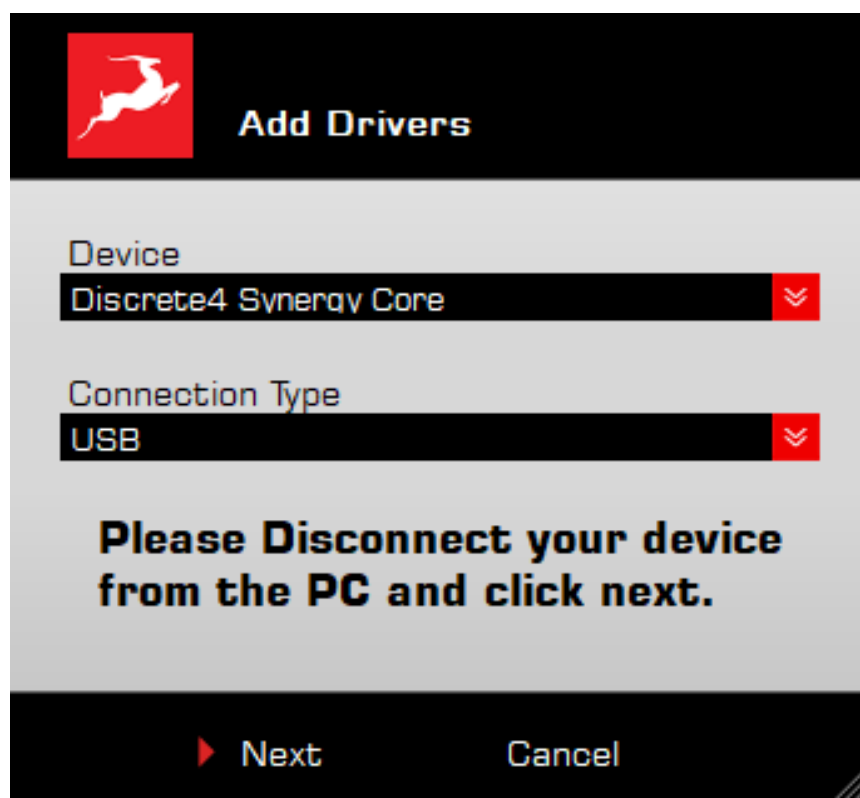 Add Drivers
Device
Discrete4 Synergy Core
Connection Type
USB
Please Disconnect your device
from the PC and click next.
Next
Cancel